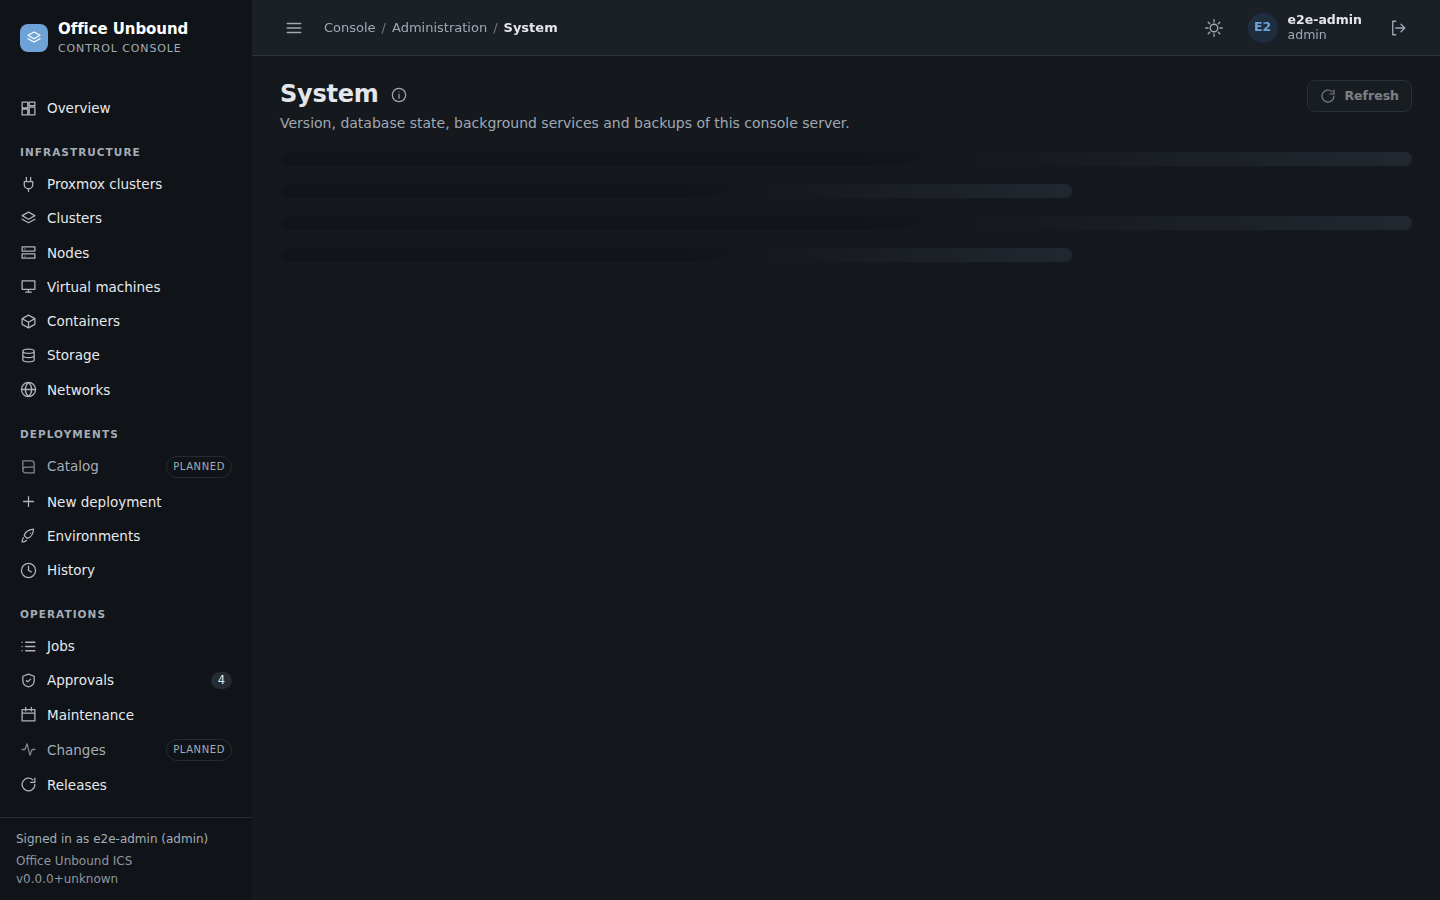 Office Unbound
CONTROL CONSOLE
Overview
INFRASTRUCTURE
Proxmox clusters
Clusters
Nodes
Virtual machines
Containers
Storage
Networks
DEPLOYMENTS
Catalog PLANNED
New deployment
Environments
History
OPERATIONS
Jobs
Approvals 4
Maintenance
Changes PLANNED
Releases
Signed in as e2e-admin (admin)
Office Unbound ICS
v0.0.0+unknown
Console / Administration / System
E2 e2e-admin
admin
System
Refresh
Version, database state, background services and backups of this console server.